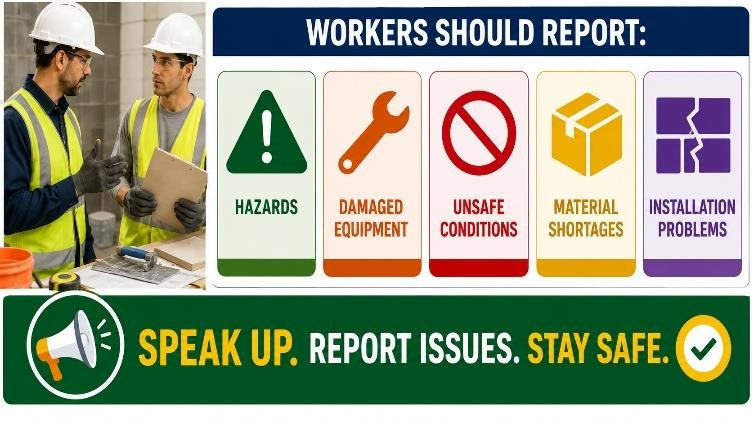 WORKERS SHOULD REPORT:
HAZARDS
DAMAGED
EQUIPMENT
UNSAFE
CONDITIONS
MATERIAL
SHORTAGES
INSTALLATION
PROBLEMS
SPEAK UP. REPORT ISSUES. STAY SAFE.